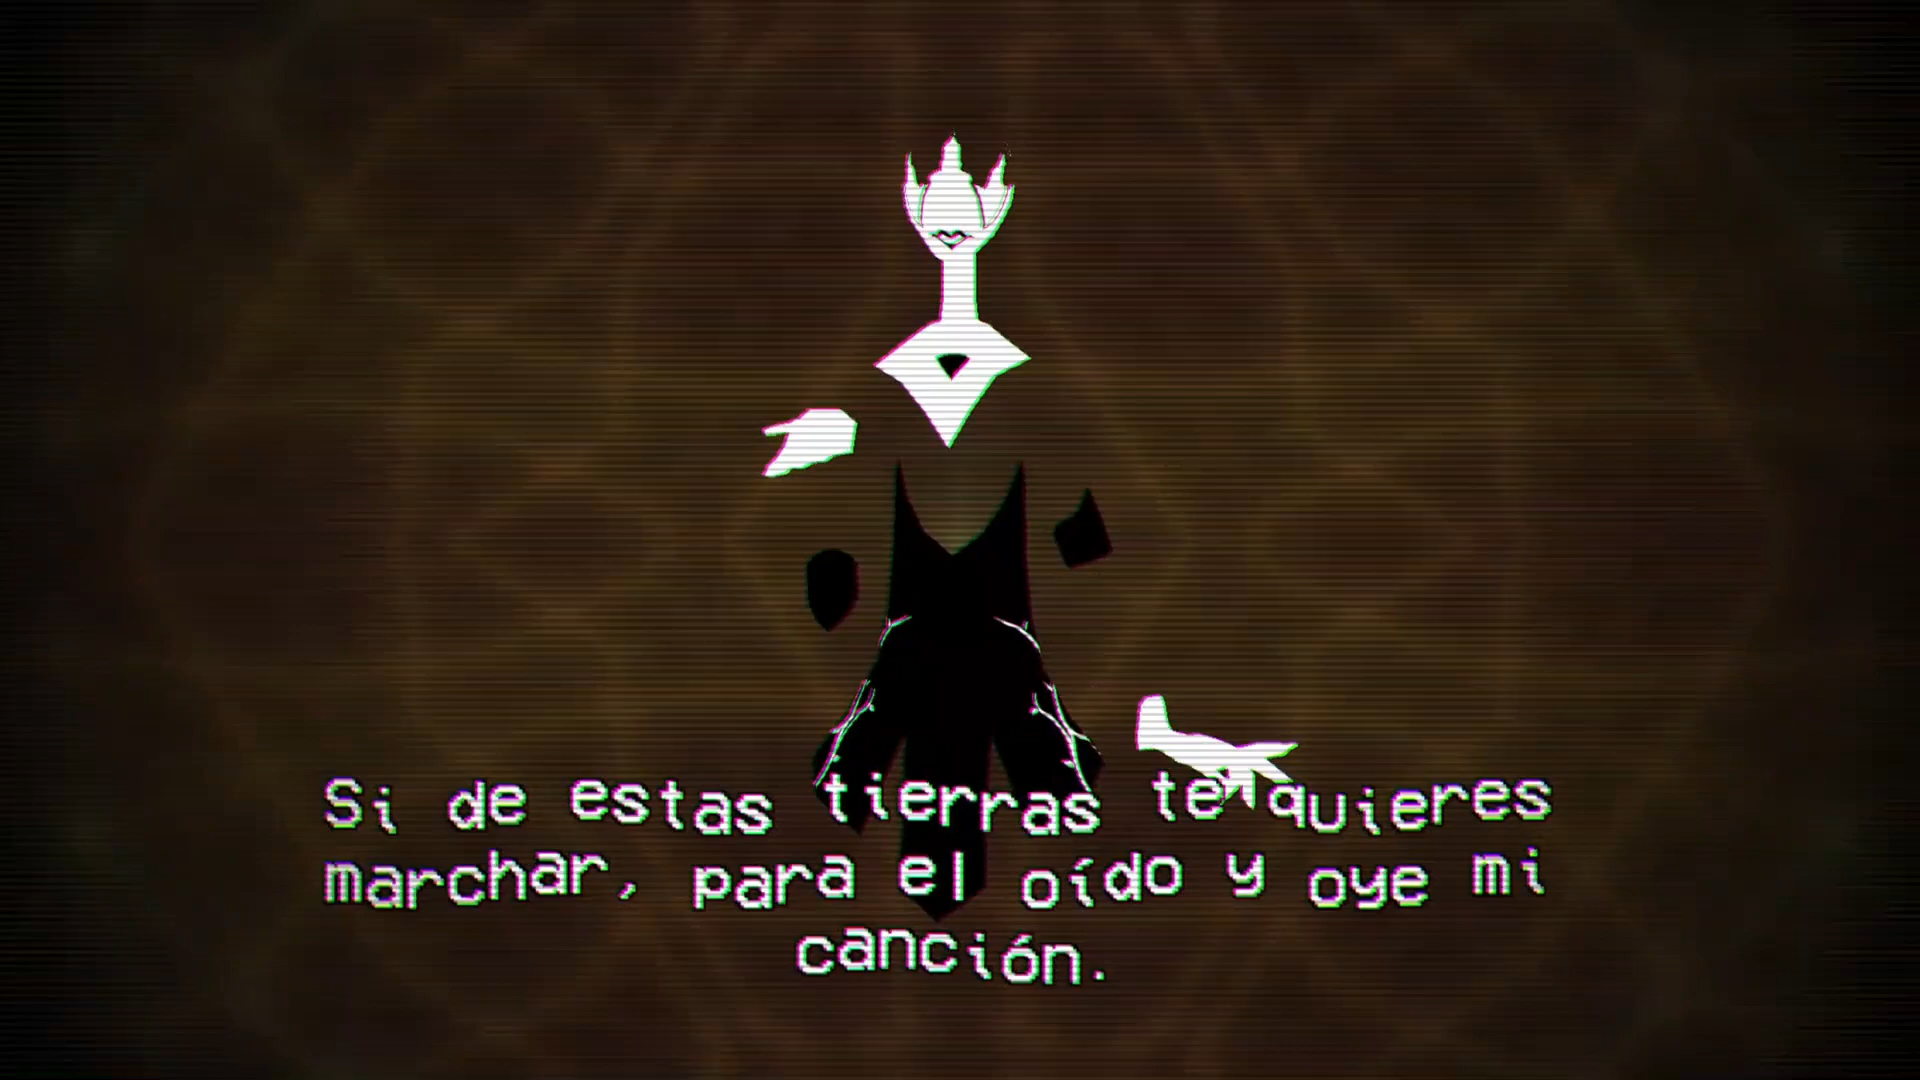 Si de estas tierras te quieres
marchar, para el oído y oye mi
canción.